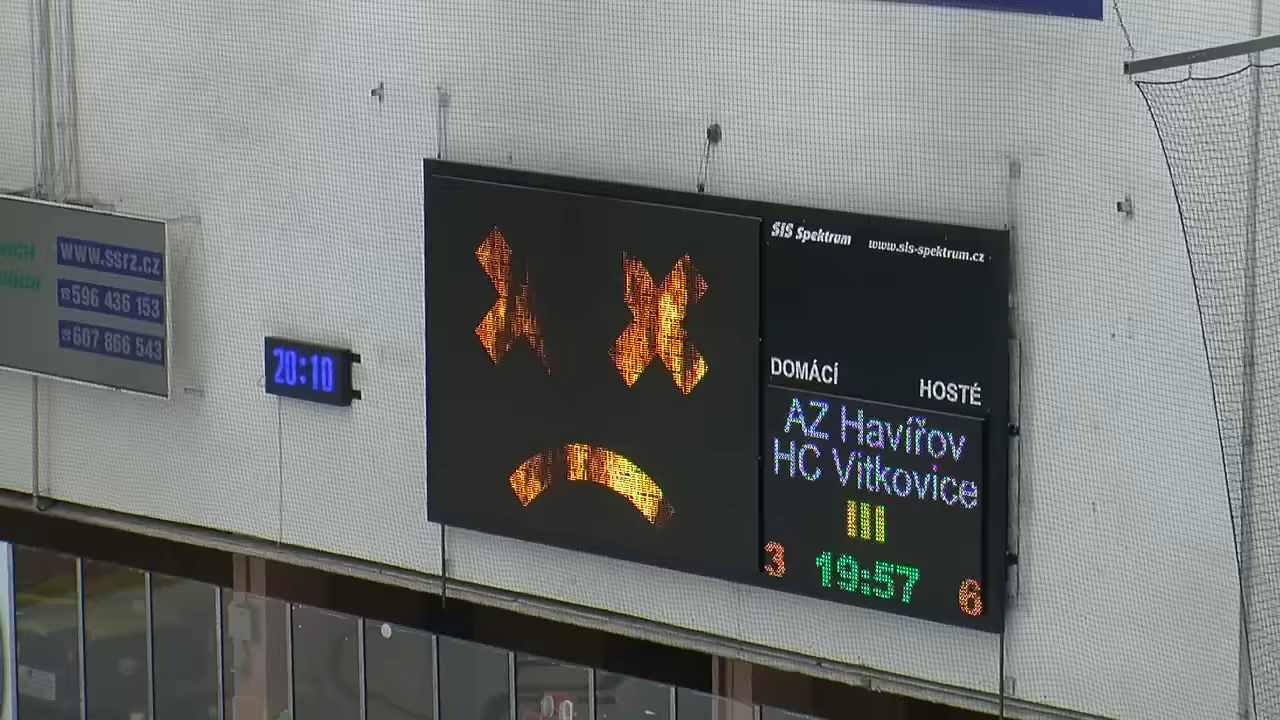 www.ssrz.cz
☎596 436 153
☎607 866 543
20:10
SIS Spektrum www.sis-spektrum.cz
DOMÁCÍ HOSTÉ
AZ Havířov
HC Vitkovice
III
3 19:57 6